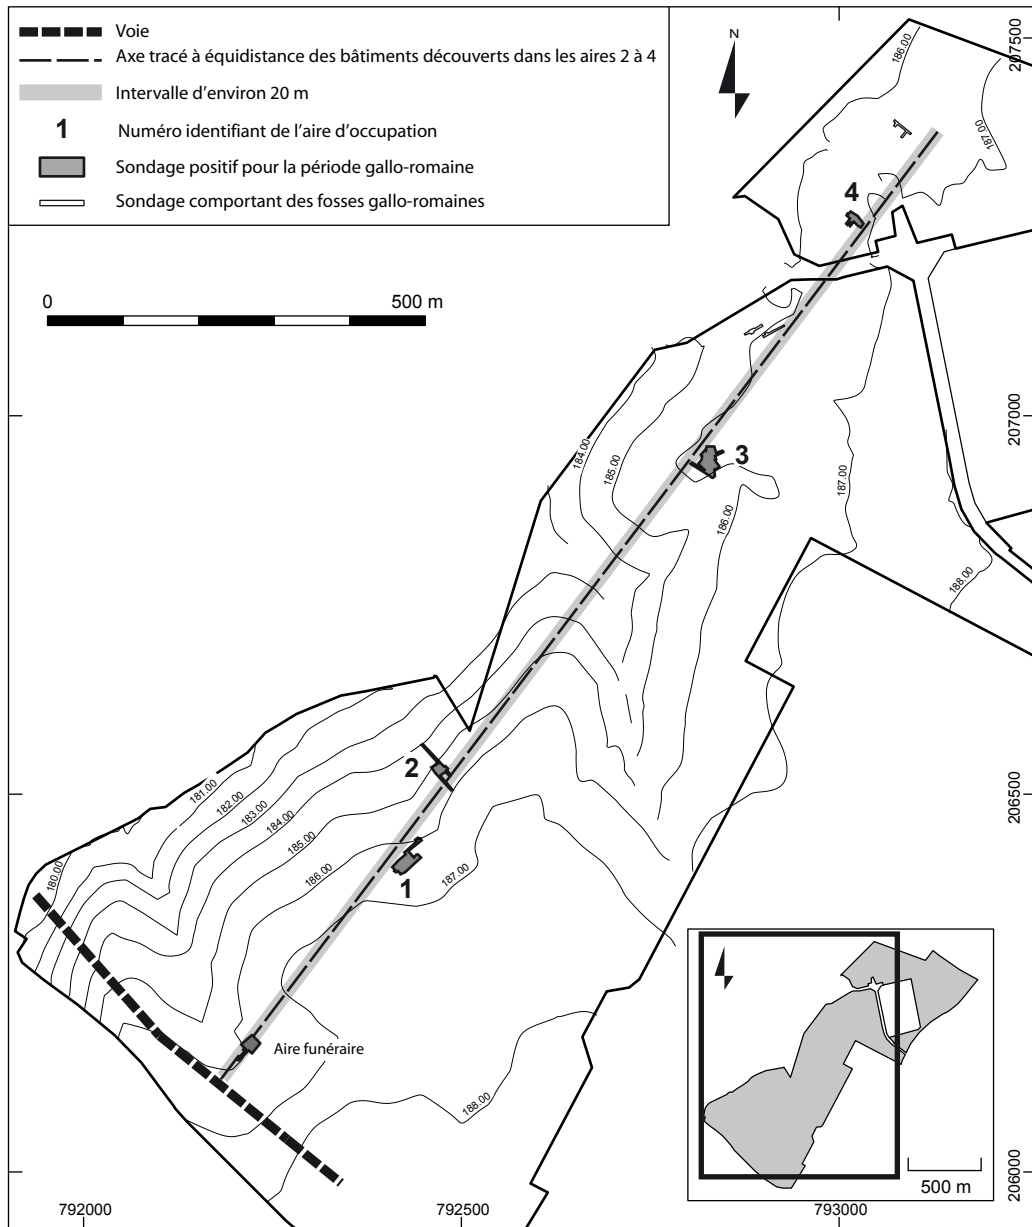 Voie
Axe tracé à équidistance des bâtiments découverts dans les aires 2 à 4
Intervalle d'environ 20 m
1 Numéro identifiant de l'aire d'occupation
Sondage positif pour la période gallo-romaine
Sondage comportant des fosses gallo-romaines
N
0 500 m
207500
186.00
187.00
4
207000
184.00
185.00
3
186.00
187.00
188.00
2
181.00
182.00
183.00
184.00
185.00
186.00
187.00
180.00
1
206500
Aire funéraire
188.00
500 m
206000
792000
792500
793000